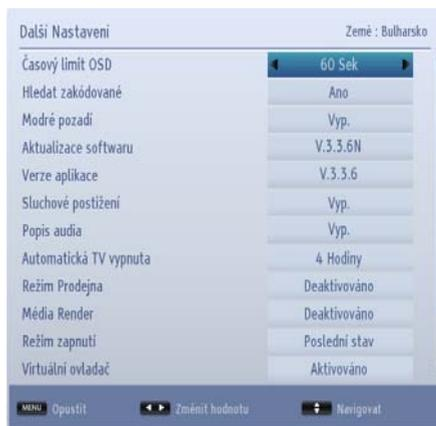 Další Nastavení Země : Bulharsko
Časový limit OSD 60 Sek
Hledat zakódované Ano
Modré pozadí Vyp.
Aktualizace softwaru V.3.3.6N
Verze aplikace V.3.3.6
Sluchové postižení Vyp.
Popis audia Vyp.
Automatická TV vypnuta 4 Hodiny
Režim Prodejna Deaktivováno
Média Render Deaktivováno
Režim zapnutí Poslední stav
Virtuální ovladač Aktivováno
MENU Opustit Změnit hodnotu Navigovat